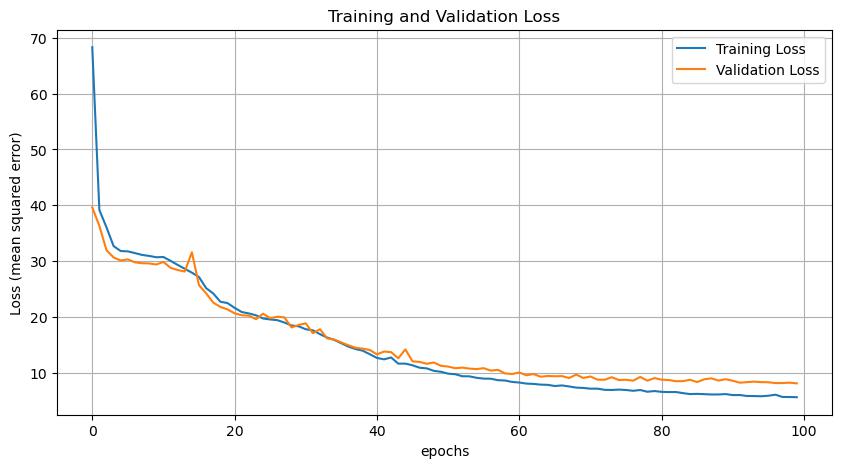 Training and Validation Loss
Training Loss
Validation Loss
70
60
50
40
30
20
10
Loss (mean squared error)
0
20
40
60
80
100
epochs